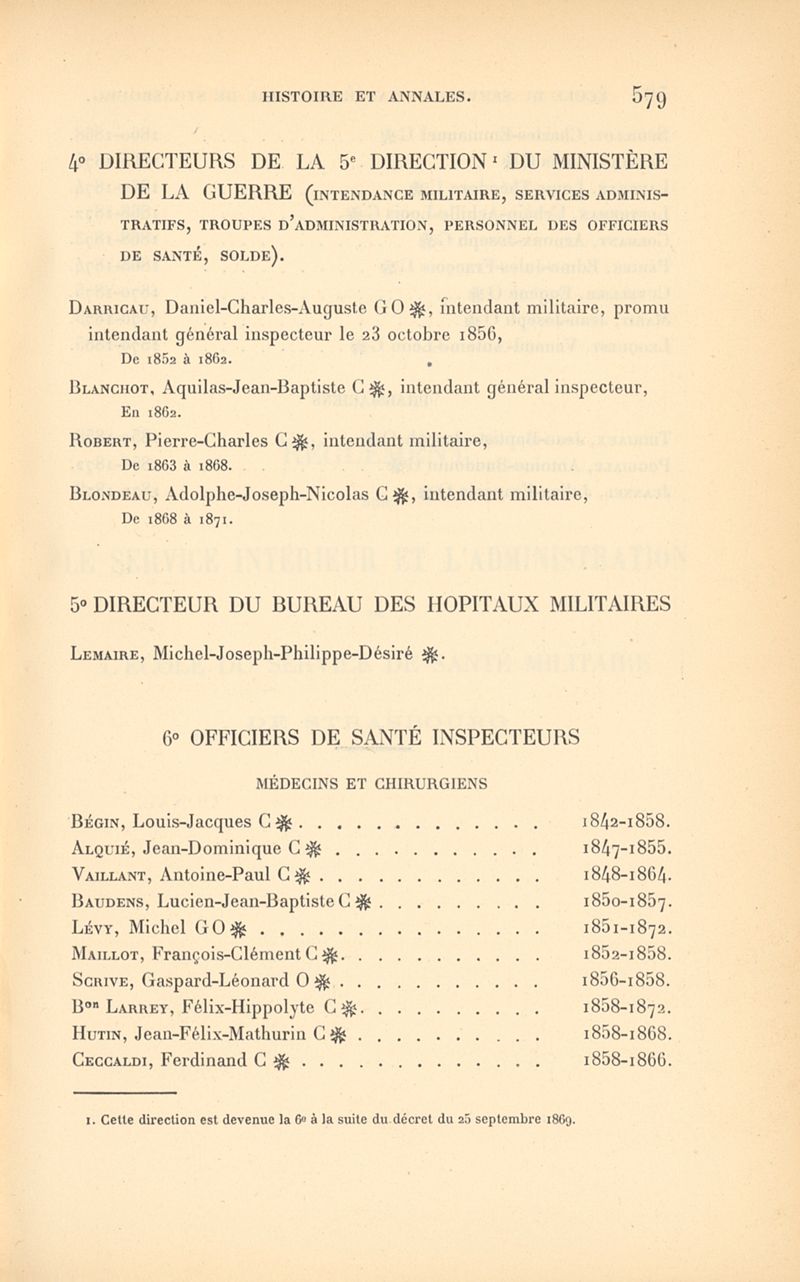 HISTOIRE ET ANNALES. 579
4° DIRECTEURS DE LA 5e DIRECTION¹ DU MINISTÈRE
DE LA GUERRE (INTENDANCE MILITAIRE, SERVICES ADMINIS-
TRATIFS, TROUPES D'ADMINISTRATION, PERSONNEL DES OFFICIERS
DE SANTÉ, SOLDE).
DARRICAU, Daniel-Charles-Auguste G O ✻, intendant militaire, promu
intendant général inspecteur le 23 octobre 1856,
De 1852 à 1862.
BLANCHOT, Aquilas-Jean-Baptiste C ✻, intendant général inspecteur,
En 1862.
ROBERT, Pierre-Charles C ✻, intendant militaire,
De 1863 à 1868.
BLONDEAU, Adolphe-Joseph-Nicolas C ✻, intendant militaire,
De 1868 à 1871.
5° DIRECTEUR DU BUREAU DES HOPITAUX MILITAIRES
LEMAIRE, Michel-Joseph-Philippe-Désiré ✻.
6° OFFICIERS DE SANTÉ INSPECTEURS
MÉDECINS ET CHIRURGIENS
BÉGIN, Louis-Jacques C ✻ . . . . . . . . . . . . . 1842-1858.
ALQUIÉ, Jean-Dominique C ✻ . . . . . . . . . . . 1847-1855.
VAILLANT, Antoine-Paul C ✻ . . . . . . . . . . . . 1848-1864.
BAUDENS, Lucien-Jean-Baptiste C ✻ . . . . . . . . . 1850-1857.
LÉVY, Michel G O ✻ . . . . . . . . . . . . . . . 1851-1872.
MAILLOT, François-Clément C ✻. . . . . . . . . . . 1852-1858.
SCRIVE, Gaspard-Léonard O ✻ . . . . . . . . . . . 1856-1858.
Bon LARREY, Félix-Hippolyte C ✻. . . . . . . . . . 1858-1872.
HUTIN, Jean-Félix-Mathurin C ✻ . . . . . . . . . . 1858-1868.
CECCALDI, Ferdinand C ✻ . . . . . . . . . . . . . 1858-1866.
1. Cette direction est devenue la 6e à la suite du décret du 25 septembre 1869.